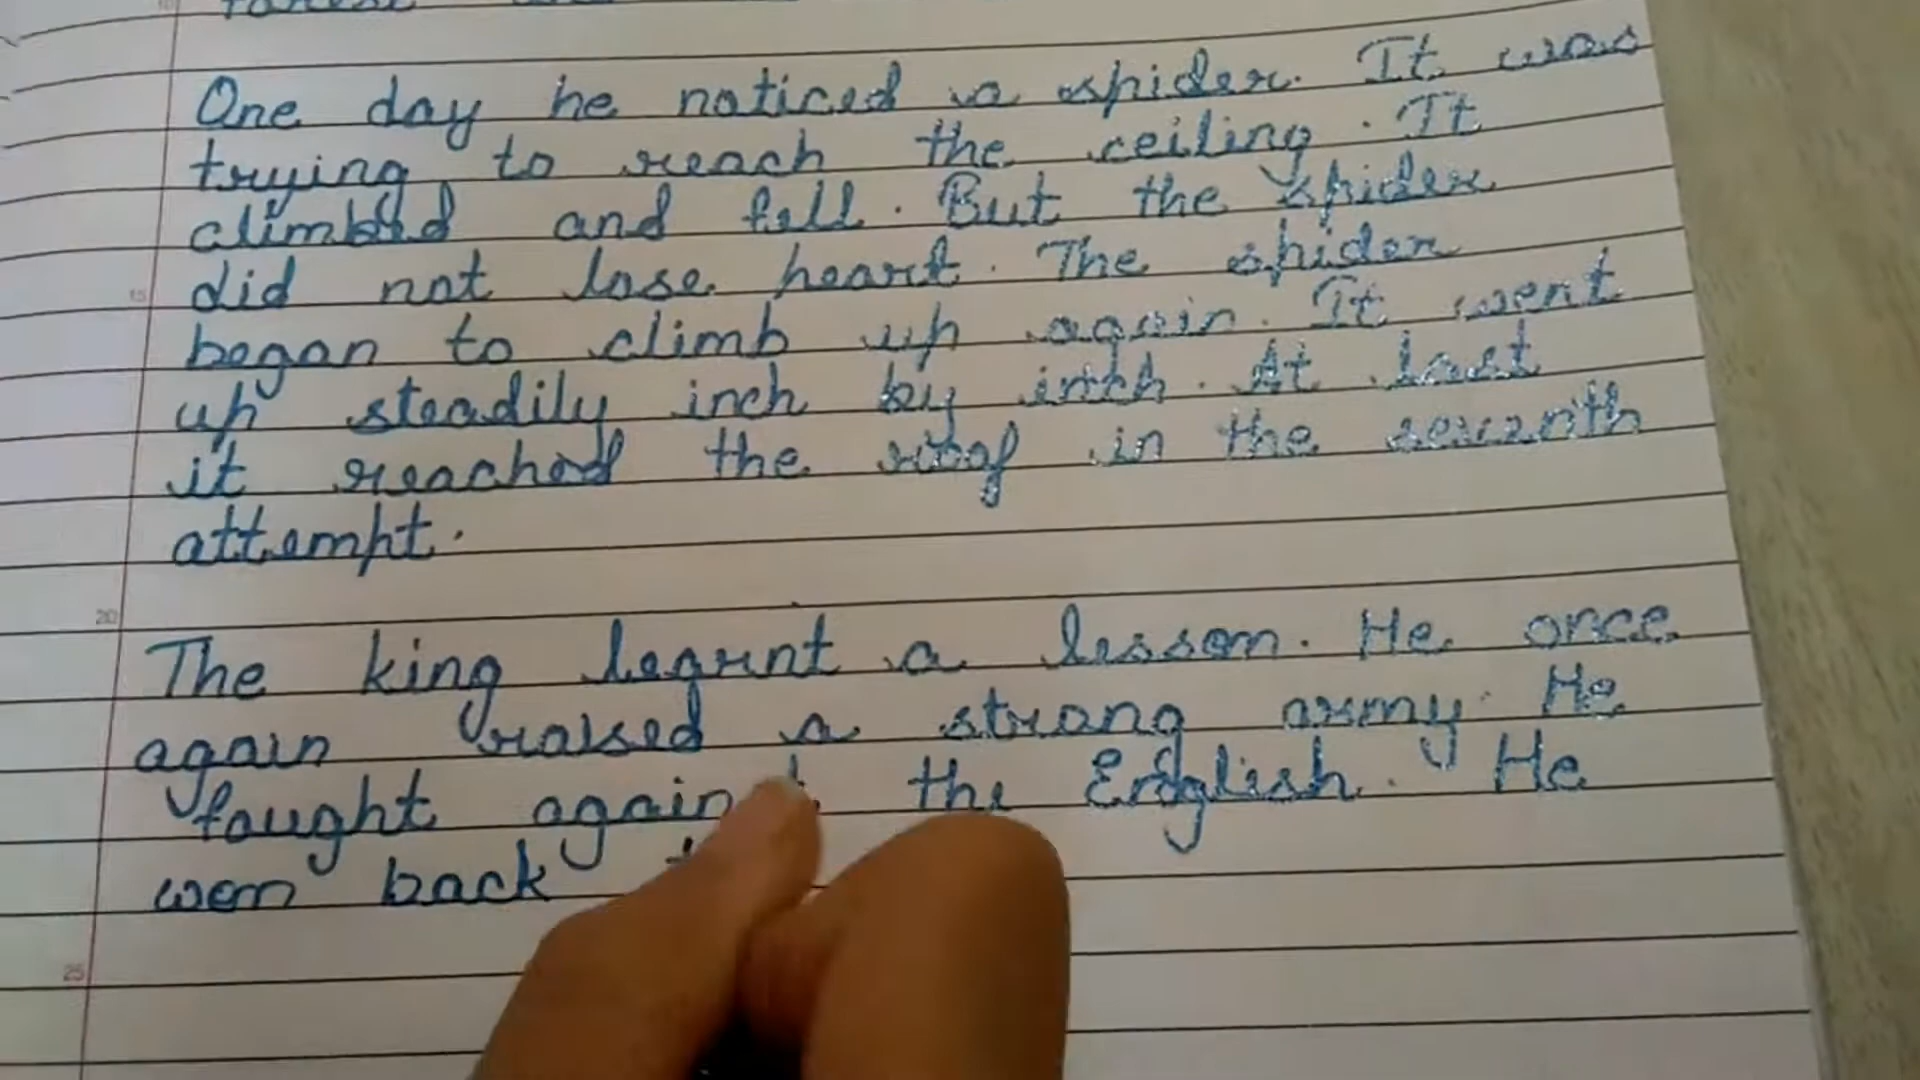 One day he noticed a spider. It was
trying to reach the ceiling. It
climbed and fell. But the spider
did not lose heart. The spider
began to climb up again. It went
up steadily inch by inch. At last
it reached the roof in the seventh
attempt.
The king learnt a lesson. He once
again raised a strong army. He
fought against the English. He
won back
15
20
25